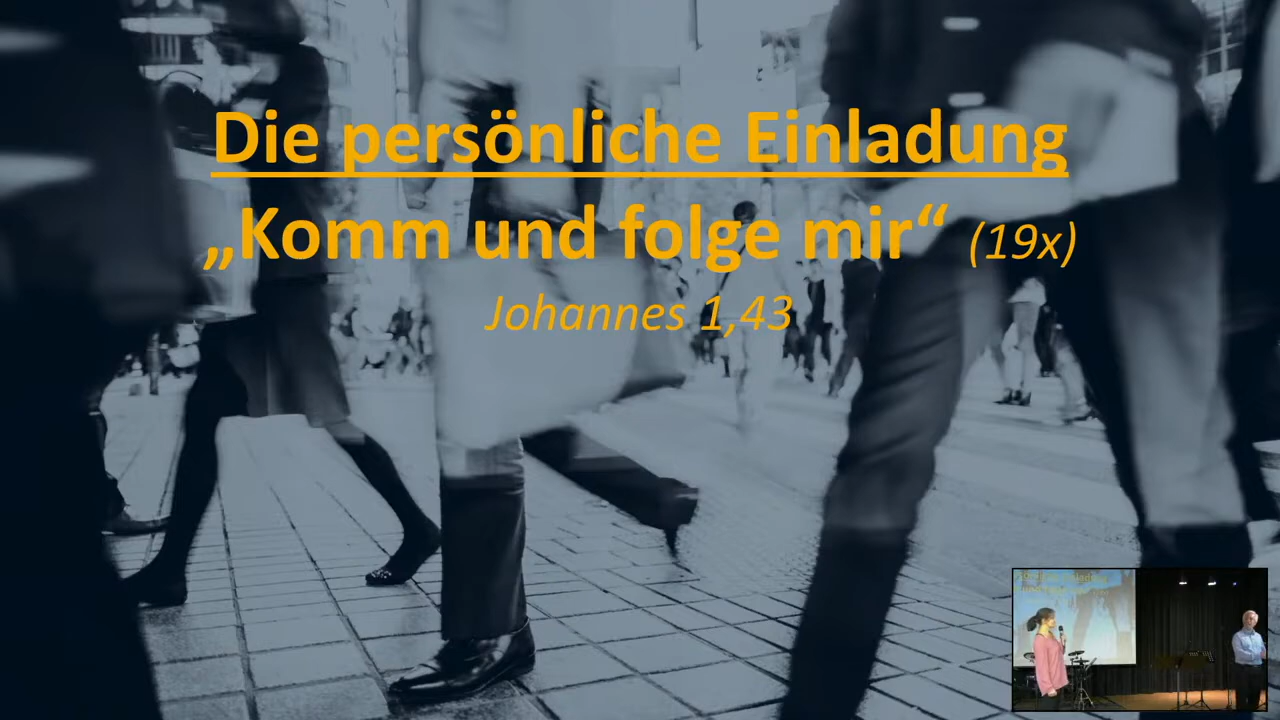 Die persönliche Einladung
„Komm und folge mir“ (19x)
Johannes 1,43